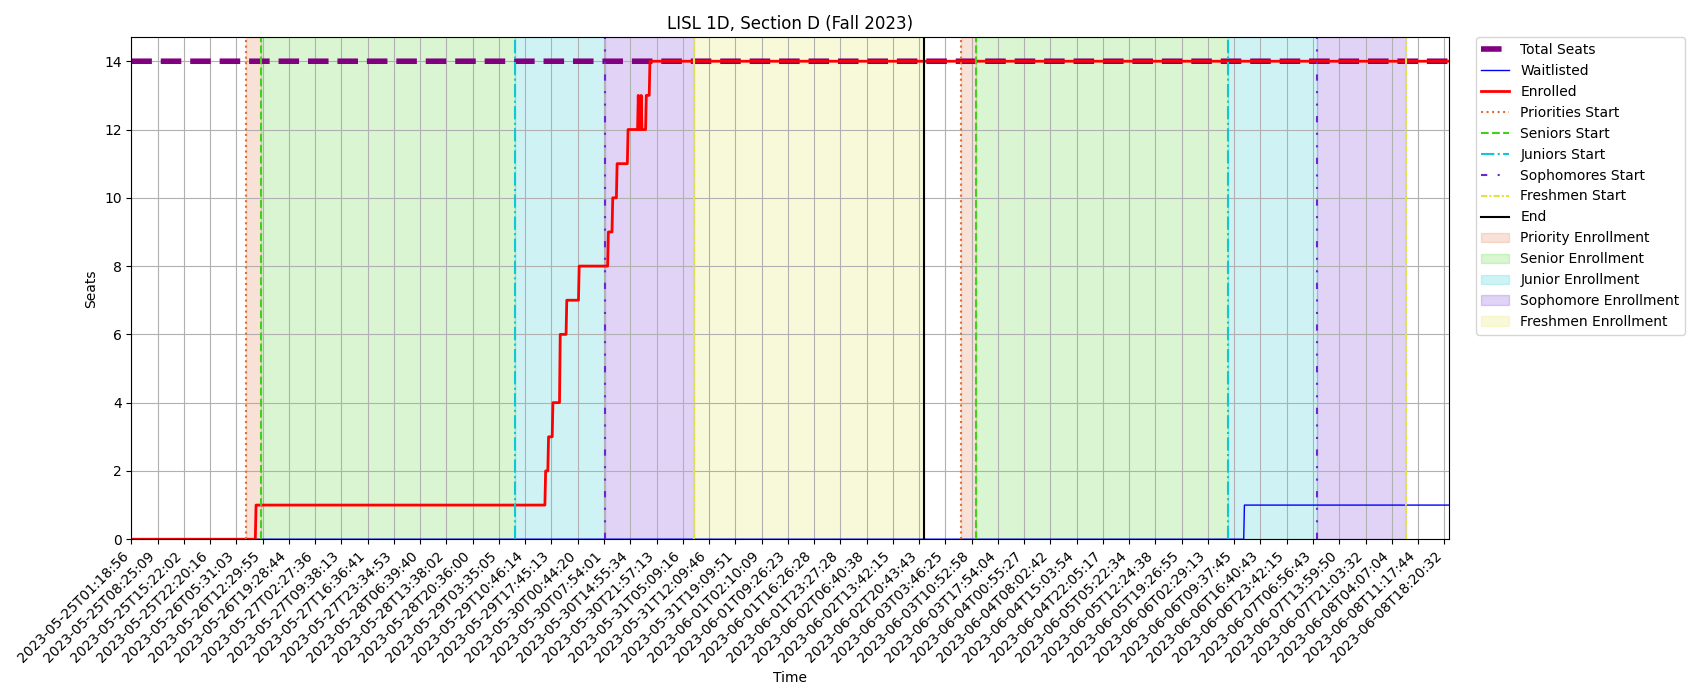 LISL 1D, Section D (Fall 2023)
Seats
14
12
10
8
6
4
2
0
2023-05-25T01:18:56
2023-05-25T08:25:09
2023-05-25T15:22:02
2023-05-25T22:20:16
2023-05-26T05:31:03
2023-05-26T12:29:55
2023-05-26T19:28:44
2023-05-27T02:27:36
2023-05-27T09:38:13
2023-05-27T16:36:41
2023-05-27T23:34:53
2023-05-28T06:39:40
2023-05-28T13:38:02
2023-05-28T20:36:00
2023-05-29T03:35:05
2023-05-29T10:46:14
2023-05-29T17:45:13
2023-05-30T00:44:20
2023-05-30T07:54:01
2023-05-30T14:55:34
2023-05-30T21:57:13
2023-05-31T05:09:16
2023-05-31T12:09:46
2023-05-31T19:09:51
2023-06-01T02:10:09
2023-06-01T09:26:23
2023-06-01T16:26:28
2023-06-01T23:27:28
2023-06-02T06:40:38
2023-06-02T13:42:15
2023-06-02T20:43:43
2023-06-03T03:46:25
2023-06-03T10:52:58
2023-06-03T17:54:04
2023-06-04T00:55:27
2023-06-04T08:02:42
2023-06-04T15:03:54
2023-06-04T22:05:17
2023-06-05T05:22:34
2023-06-05T12:24:38
2023-06-05T19:26:55
2023-06-06T02:29:13
2023-06-06T09:37:45
2023-06-06T16:40:43
2023-06-06T23:42:15
2023-06-07T06:56:43
2023-06-07T13:59:50
2023-06-07T21:03:32
2023-06-08T04:07:04
2023-06-08T11:17:44
2023-06-08T18:20:32
Time
Total Seats
Waitlisted
Enrolled
Priorities Start
Seniors Start
Juniors Start
Sophomores Start
Freshmen Start
End
Priority Enrollment
Senior Enrollment
Junior Enrollment
Sophomore Enrollment
Freshmen Enrollment